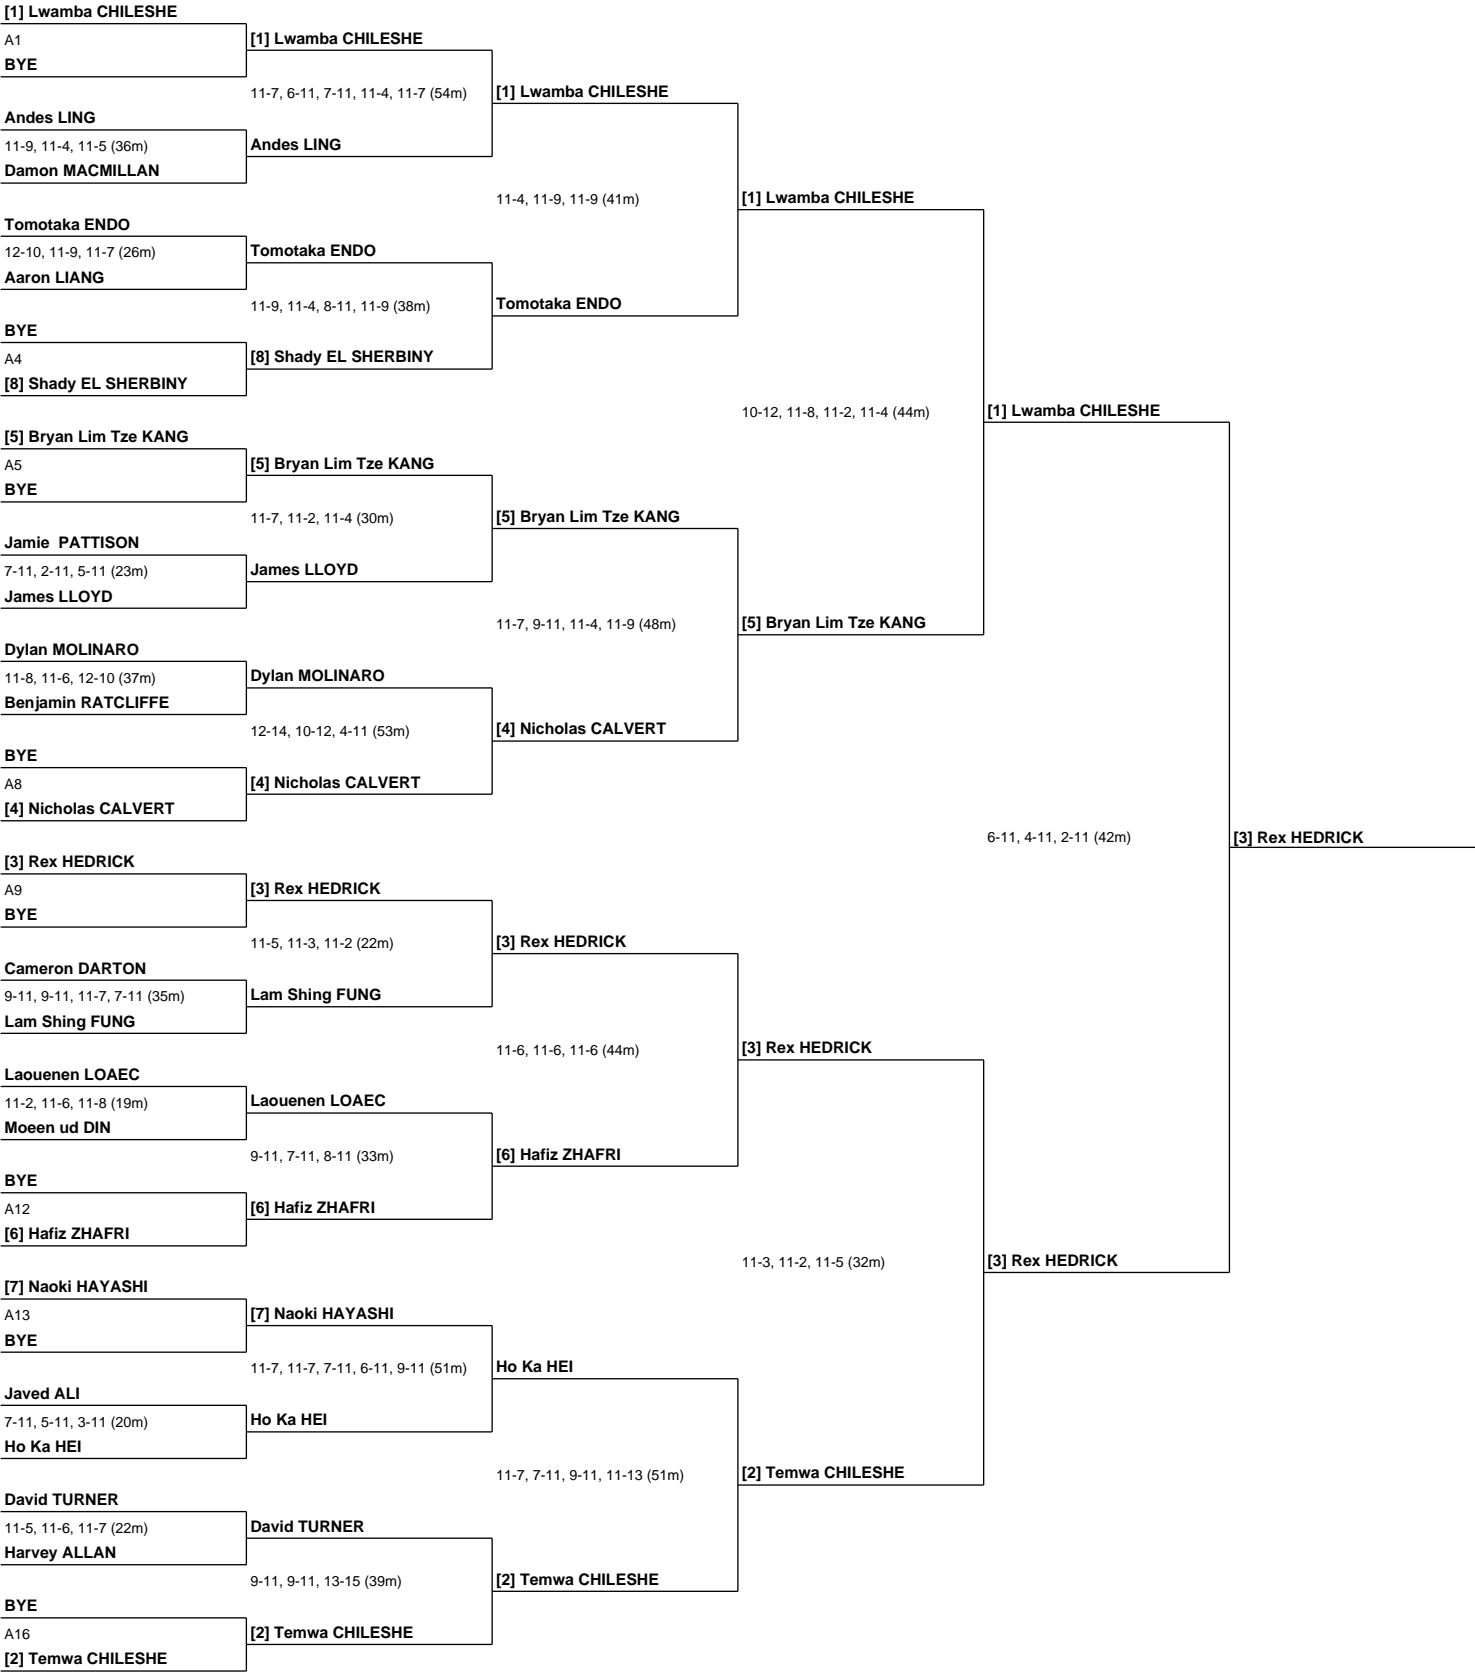 [1] Lwamba CHILESHE
A1
BYE
Andes LING
11-9, 11-4, 11-5 (36m)
Damon MACMILLAN
Tomotaka ENDO
12-10, 11-9, 11-7 (26m)
Aaron LIANG
BYE
A4
[8] Shady EL SHERBINY
[5] Bryan Lim Tze KANG
A5
BYE
Jamie  PATTISON
7-11, 2-11, 5-11 (23m)
James LLOYD
Dylan MOLINARO
11-8, 11-6, 12-10 (37m)
Benjamin RATCLIFFE
BYE
A8
[4] Nicholas CALVERT
[3] Rex HEDRICK
A9
BYE
Cameron DARTON
9-11, 9-11, 11-7, 7-11 (35m)
Lam Shing FUNG
Laouenen LOAEC
11-2, 11-6, 11-8 (19m)
Moeen ud DIN
BYE
A12
[6] Hafiz ZHAFRI
[7] Naoki HAYASHI
A13
BYE
Javed ALI
7-11, 5-11, 3-11 (20m)
Ho Ka HEI
David TURNER
11-5, 11-6, 11-7 (22m)
Harvey ALLAN
BYE
A16
[2] Temwa CHILESHE
[1] Lwamba CHILESHE
11-7, 6-11, 7-11, 11-4, 11-7 (54m)
Andes LING
Tomotaka ENDO
11-9, 11-4, 8-11, 11-9 (38m)
[8] Shady EL SHERBINY
[5] Bryan Lim Tze KANG
11-7, 11-2, 11-4 (30m)
James LLOYD
Dylan MOLINARO
12-14, 10-12, 4-11 (53m)
[4] Nicholas CALVERT
[3] Rex HEDRICK
11-5, 11-3, 11-2 (22m)
Lam Shing FUNG
Laouenen LOAEC
9-11, 7-11, 8-11 (33m)
[6] Hafiz ZHAFRI
[7] Naoki HAYASHI
11-7, 11-7, 7-11, 6-11, 9-11 (51m)
Ho Ka HEI
David TURNER
9-11, 9-11, 13-15 (39m)
[2] Temwa CHILESHE
[1] Lwamba CHILESHE
11-4, 11-9, 11-9 (41m)
Tomotaka ENDO
[5] Bryan Lim Tze KANG
11-7, 9-11, 11-4, 11-9 (48m)
[4] Nicholas CALVERT
[3] Rex HEDRICK
11-6, 11-6, 11-6 (44m)
[6] Hafiz ZHAFRI
Ho Ka HEI
11-7, 7-11, 9-11, 11-13 (51m)
[2] Temwa CHILESHE
[1] Lwamba CHILESHE
10-12, 11-8, 11-2, 11-4 (44m)
[5] Bryan Lim Tze KANG
[3] Rex HEDRICK
11-3, 11-2, 11-5 (32m)
[2] Temwa CHILESHE
[1] Lwamba CHILESHE
6-11, 4-11, 2-11 (42m)
[3] Rex HEDRICK
[3] Rex HEDRICK